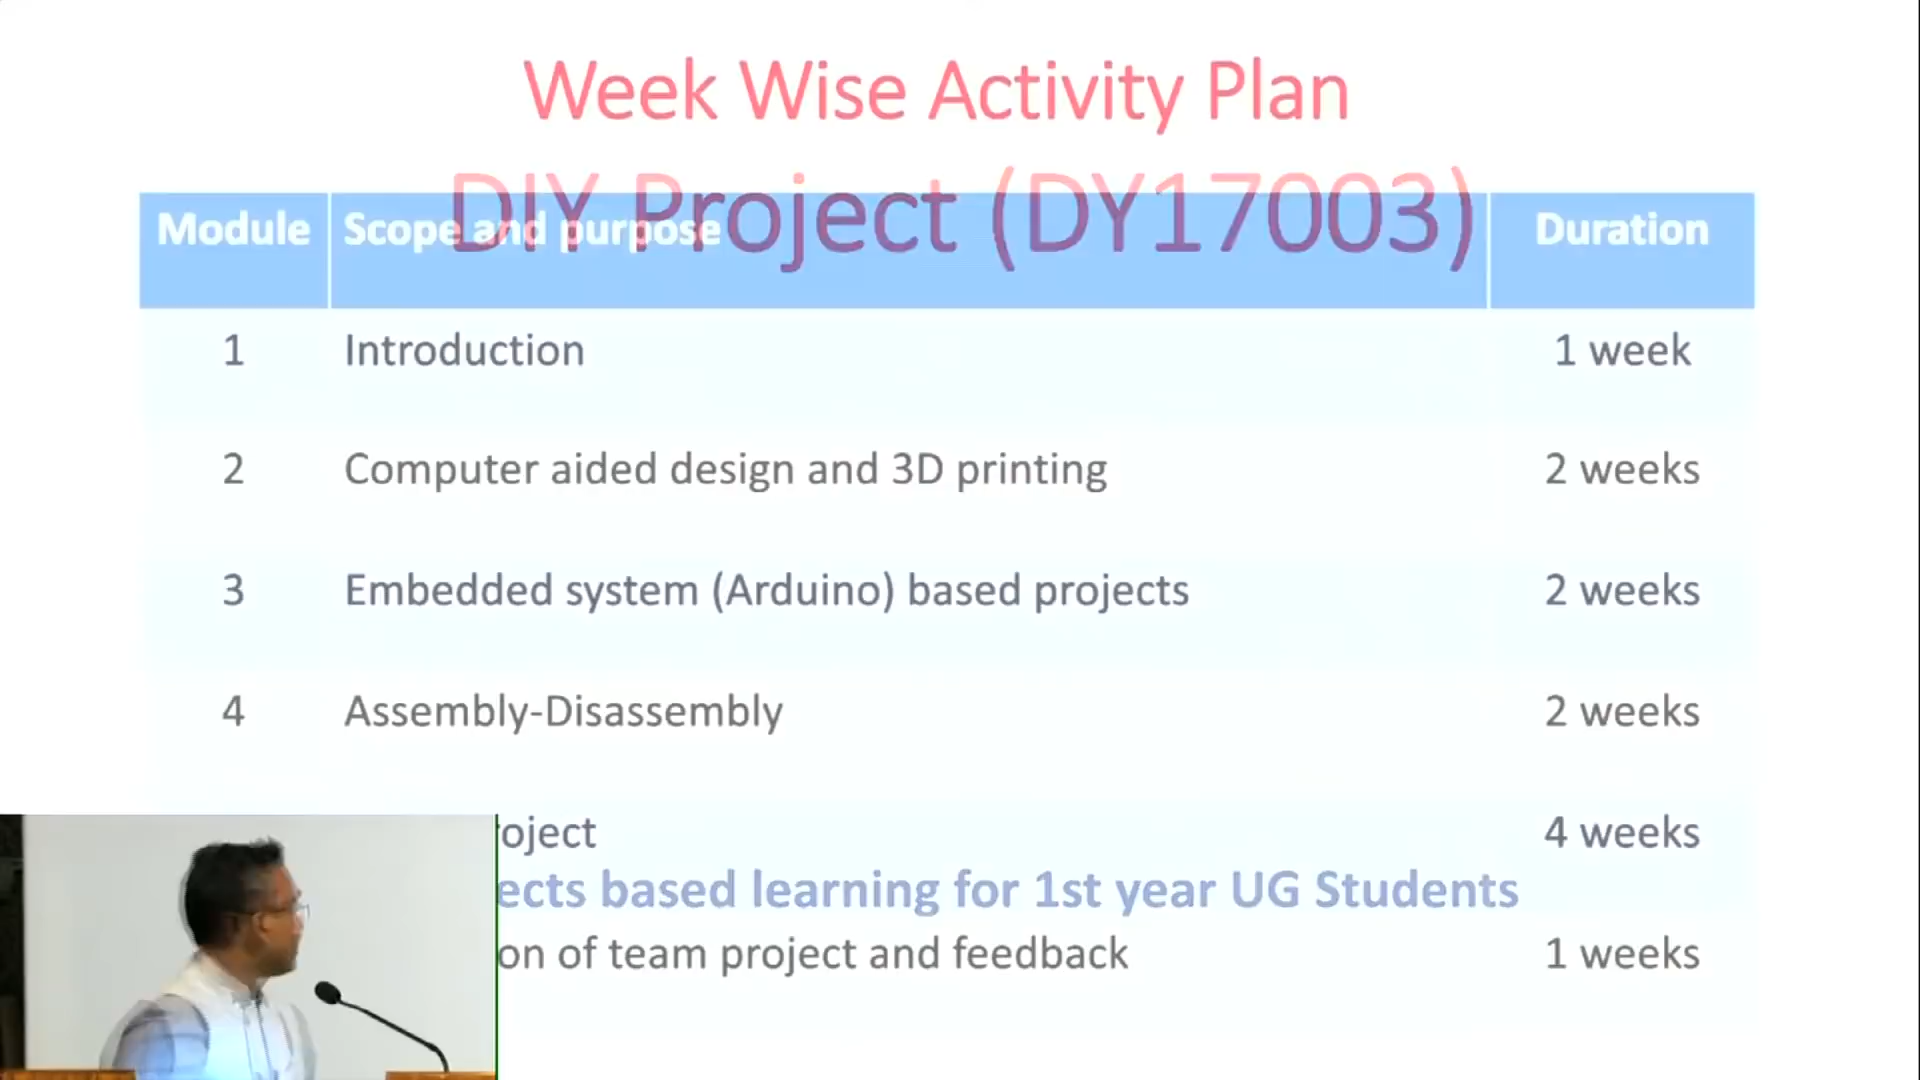 Week Wise Activity Plan
DIY Project (DY17003)
Module Scope and purpose Duration
1 Introduction 1 week
2 Computer aided design and 3D printing 2 weeks
3 Embedded system (Arduino) based projects 2 weeks
4 Assembly-Disassembly 2 weeks
oject 4 weeks
ects based learning for 1st year UG Students
on of team project and feedback 1 weeks